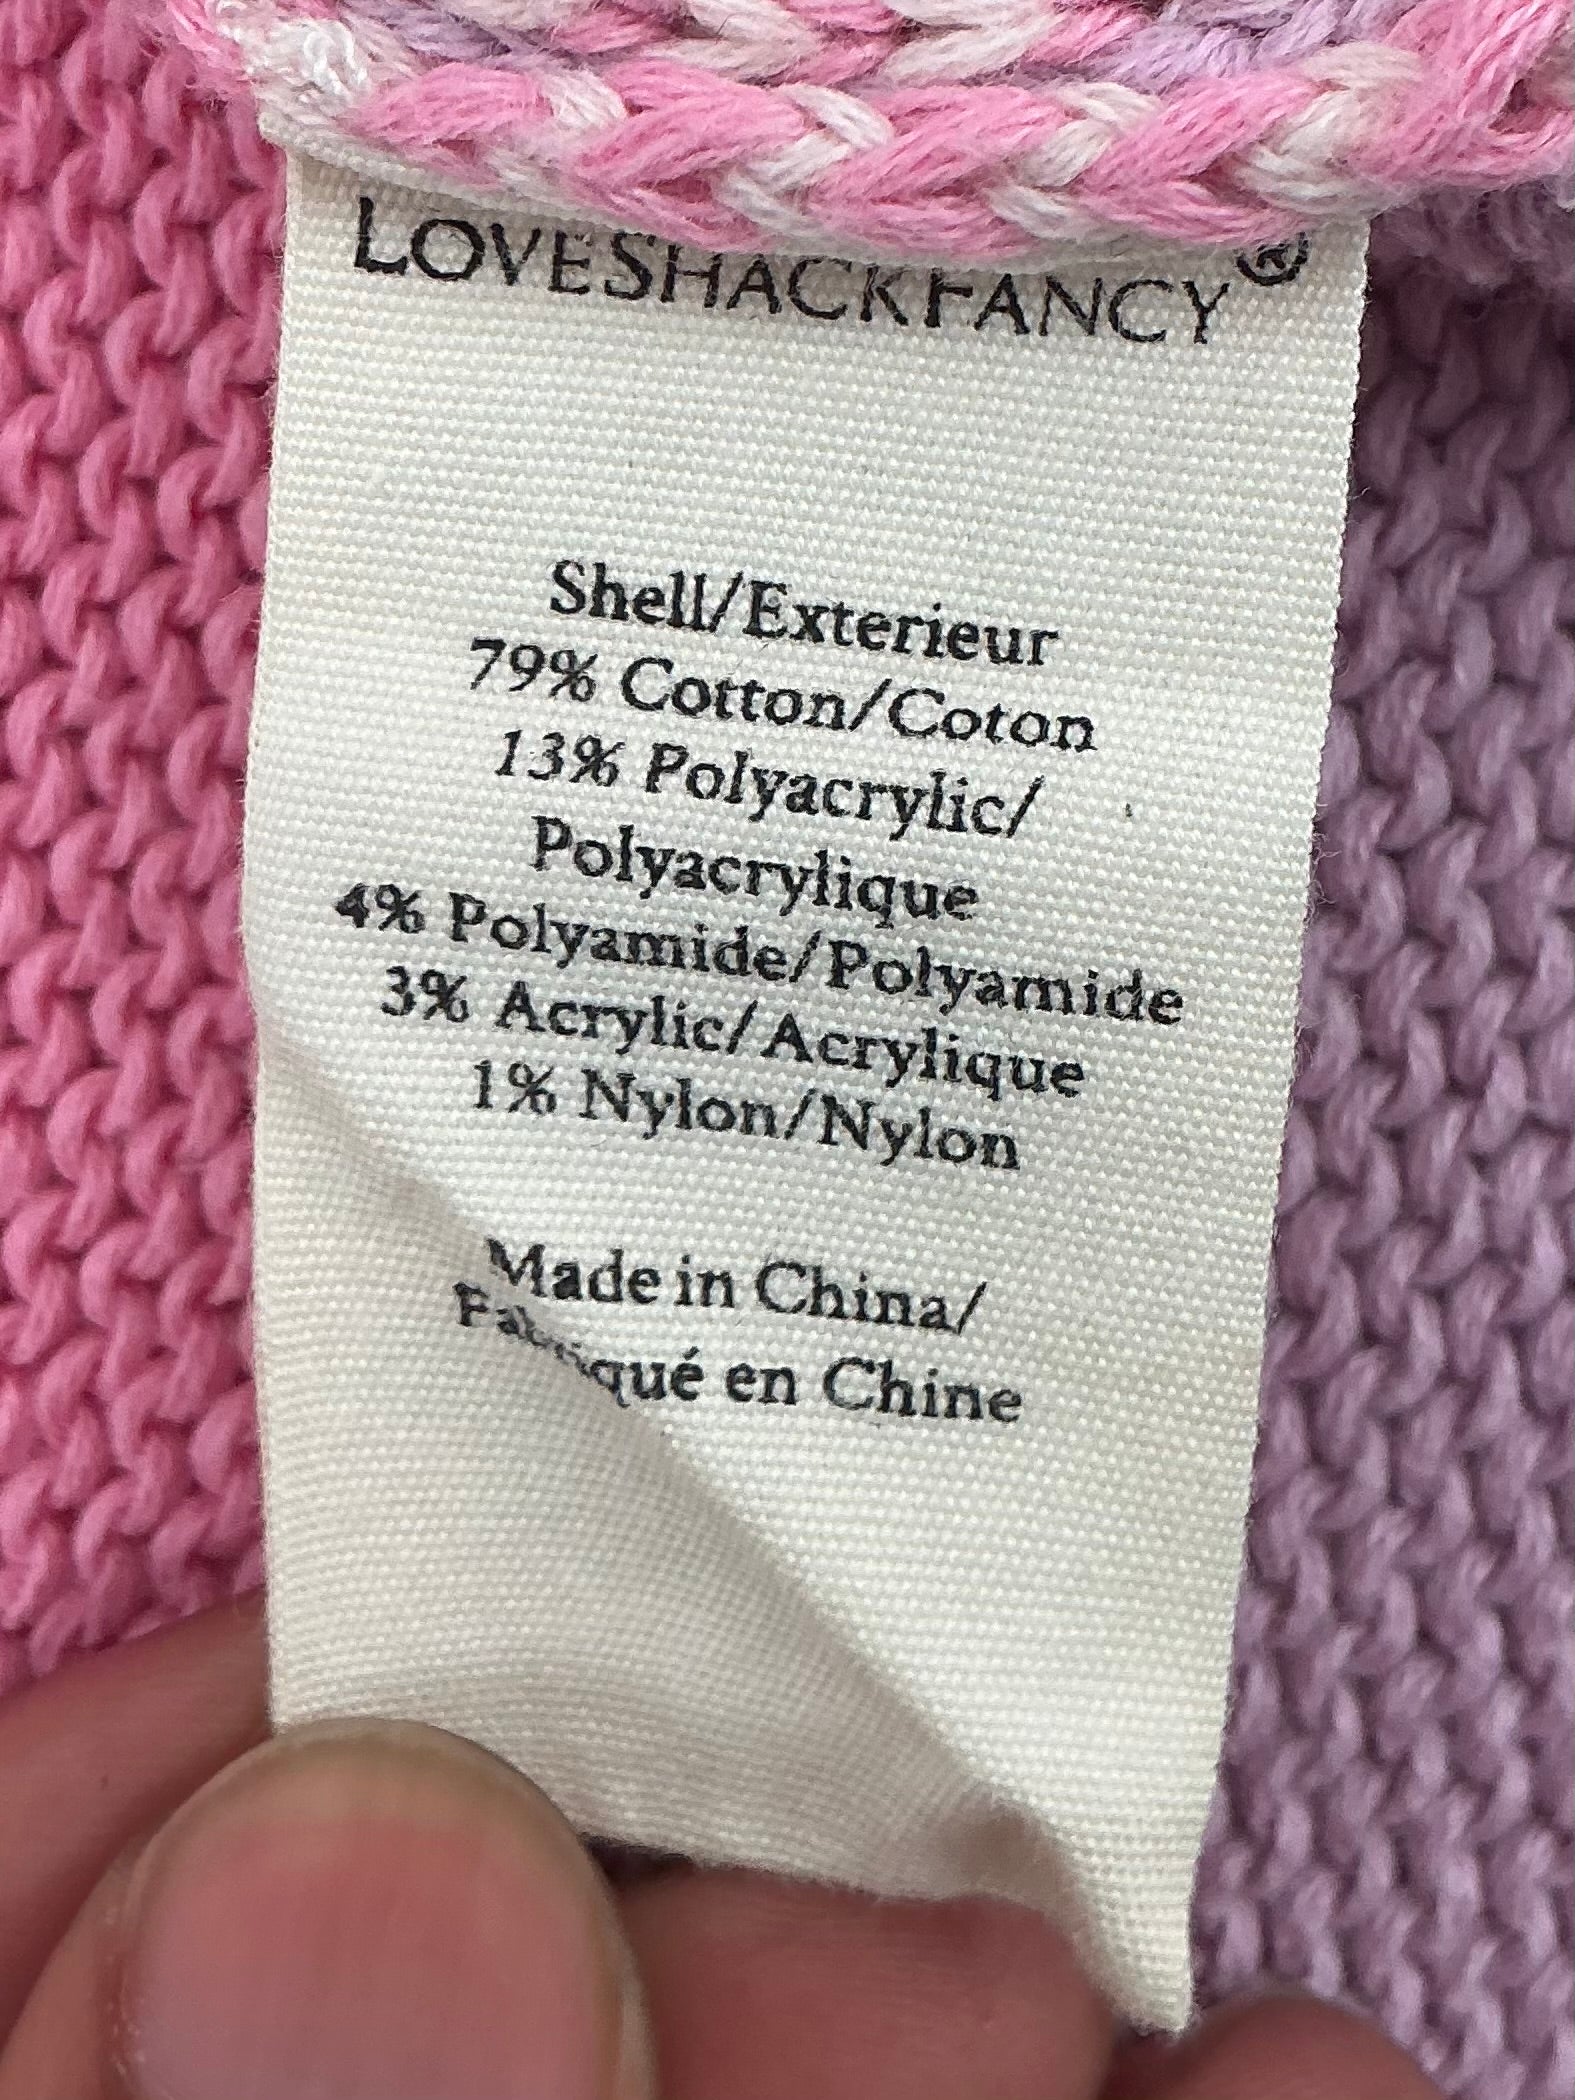 LOVESHACKFANCY®
Shell/Exterieur
79% Cotton/Coton
13% Polyacrylic/
Polyacrylique
4% Polyamide/Polyamide
3% Acrylic/Acrylique
1% Nylon/Nylon
Made in China/
Fabriqué en Chine